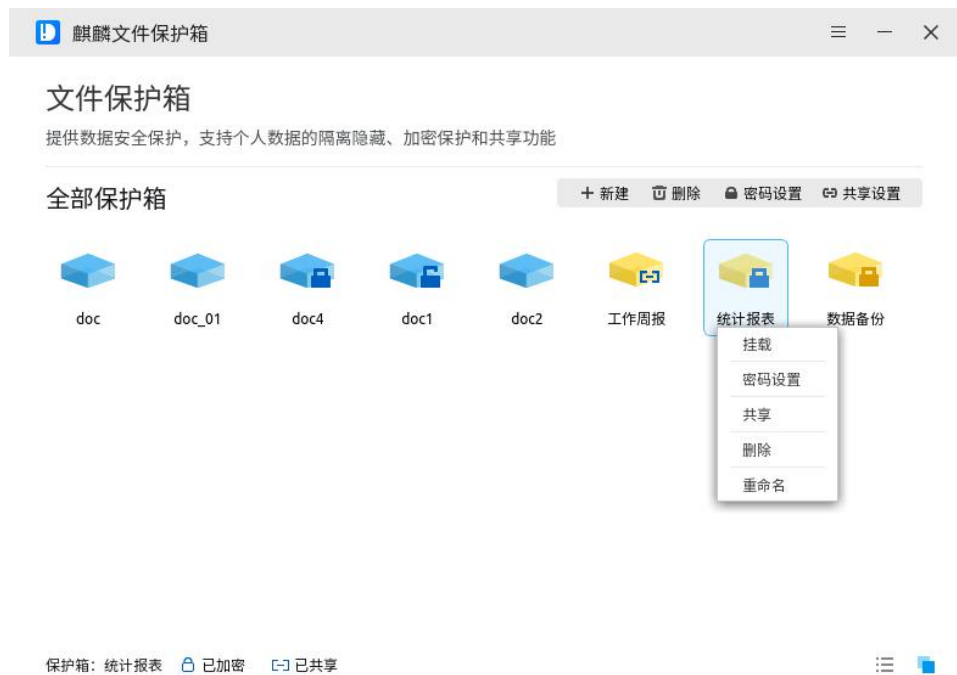 麒麟文件保护箱
文件保护箱
提供数据安全保护，支持个人数据的隔离隐藏、加密保护和共享功能
全部保护箱
新建 删除 密码设置 共享设置
doc doc_01 doc4 doc1 doc2 工作周报 统计报表 数据备份
挂载
密码设置
共享
删除
重命名
保护箱：统计报表 已加密 已共享